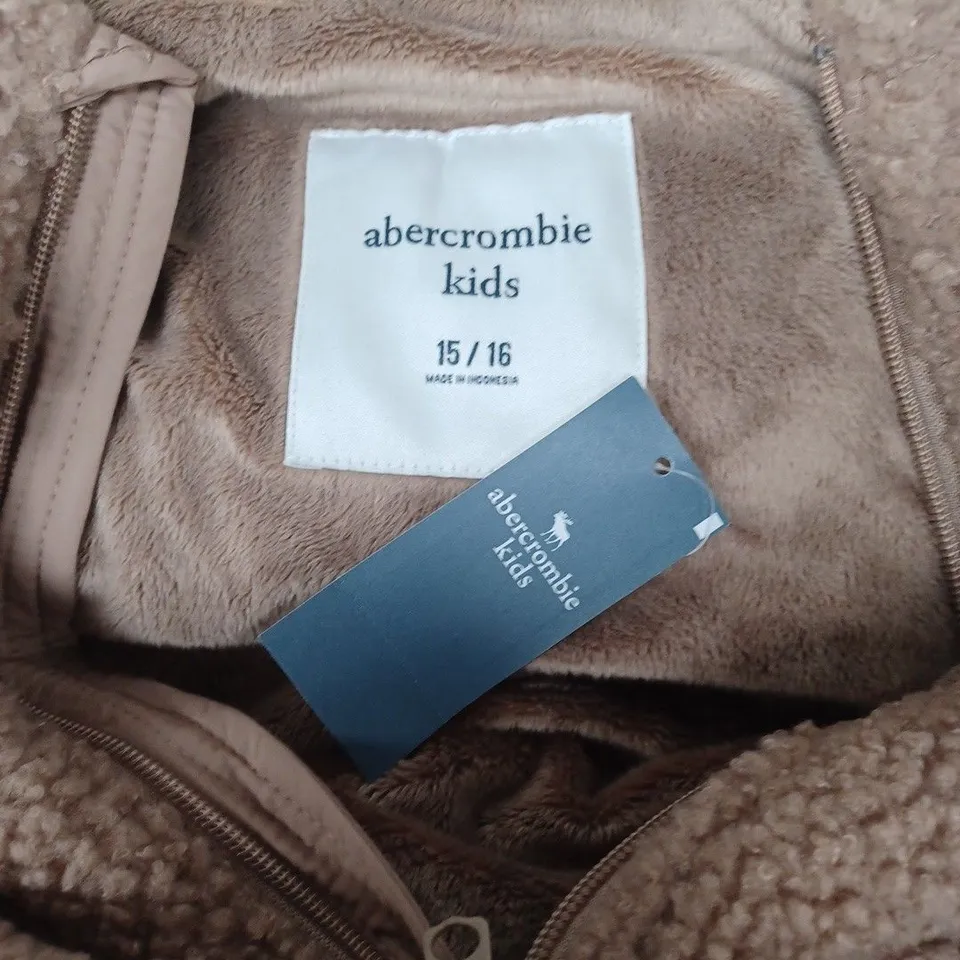 abercrombie
kids
15 / 16
MADE IN INDONESIA
abercrombie
kids